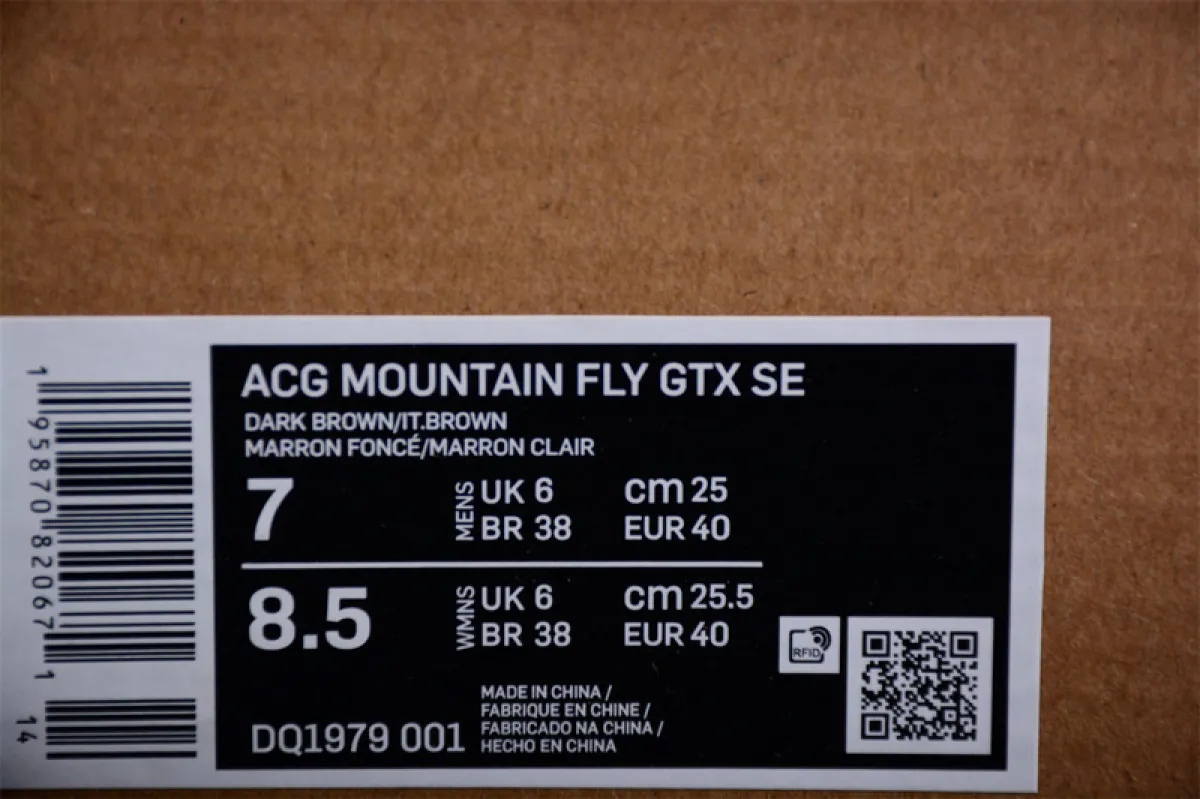 ACG MOUNTAIN FLY GTX SE
DARK BROWN/IT.BROWN
MARRON FONCÉ/MARRON CLAIR
7
MENS
UK 6 cm 25
BR 38 EUR 40
8.5
WMNS
UK 6 cm 25.5
BR 38 EUR 40
RFID
DQ1979 001
MADE IN CHINA /
FABRIQUE EN CHINE /
FABRICADO NA CHINA /
HECHO EN CHINA
1 95870 82067 1
14